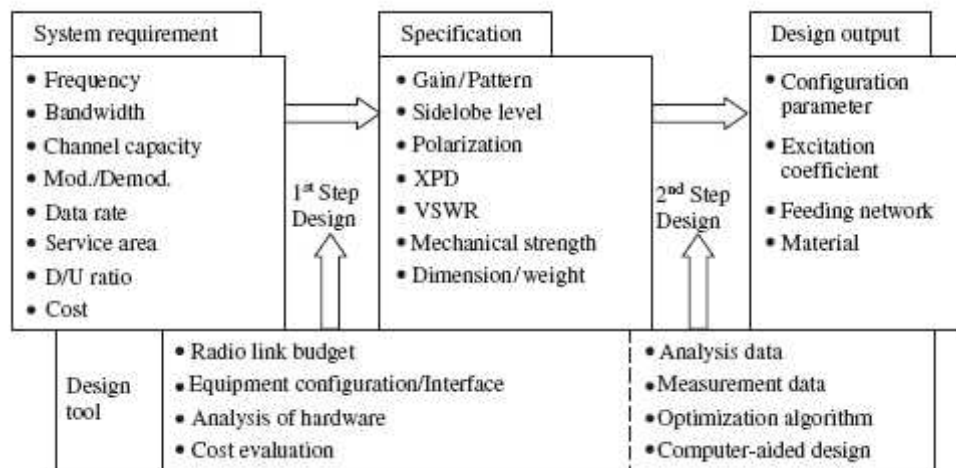 System requirement
• Frequency
• Bandwidth
• Channel capacity
• Mod./Demod.
• Data rate
• Service area
• D/U ratio
• Cost
1st Step
Design
Specification
• Gain/Pattern
• Sidelobe level
• Polarization
• XPD
• VSWR
• Mechanical strength
• Dimension/weight
2nd Step
Design
Design output
• Configuration
parameter
• Excitation
coefficient
• Feeding network
• Material
Design
tool
• Radio link budget
• Equipment configuration/Interface
• Analysis of hardware
• Cost evaluation
• Analysis data
• Measurement data
• Optimization algorithm
• Computer-aided design